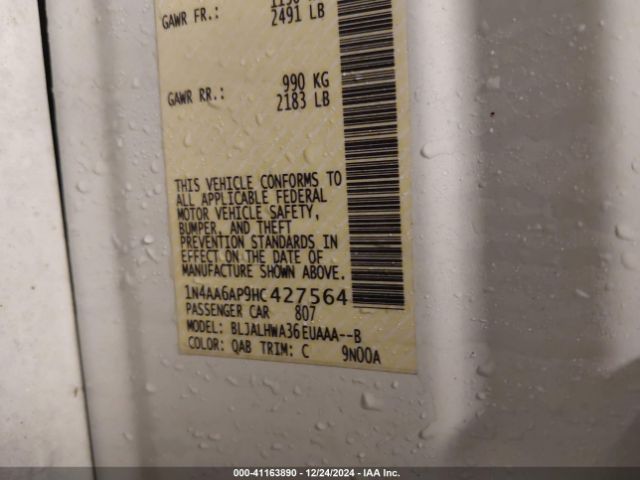 GAWR FR.:
2491 LB
GAWR RR.: 990 KG
2183 LB
THIS VEHICLE CONFORMS TO
ALL APPLICABLE FEDERAL
MOTOR VEHICLE SAFETY,
BUMPER, AND THEFT
PREVENTION STANDARDS IN
EFFECT ON THE DATE OF
MANUFACTURE SHOWN ABOVE.
1N4AA6AP9HC427564
PASSENGER CAR 807
MODEL: BLJALHWA36EUAAA--B
COLOR: QAB TRIM: C 9N00A
000-41163890 - 12/24/2024 - IAA Inc.